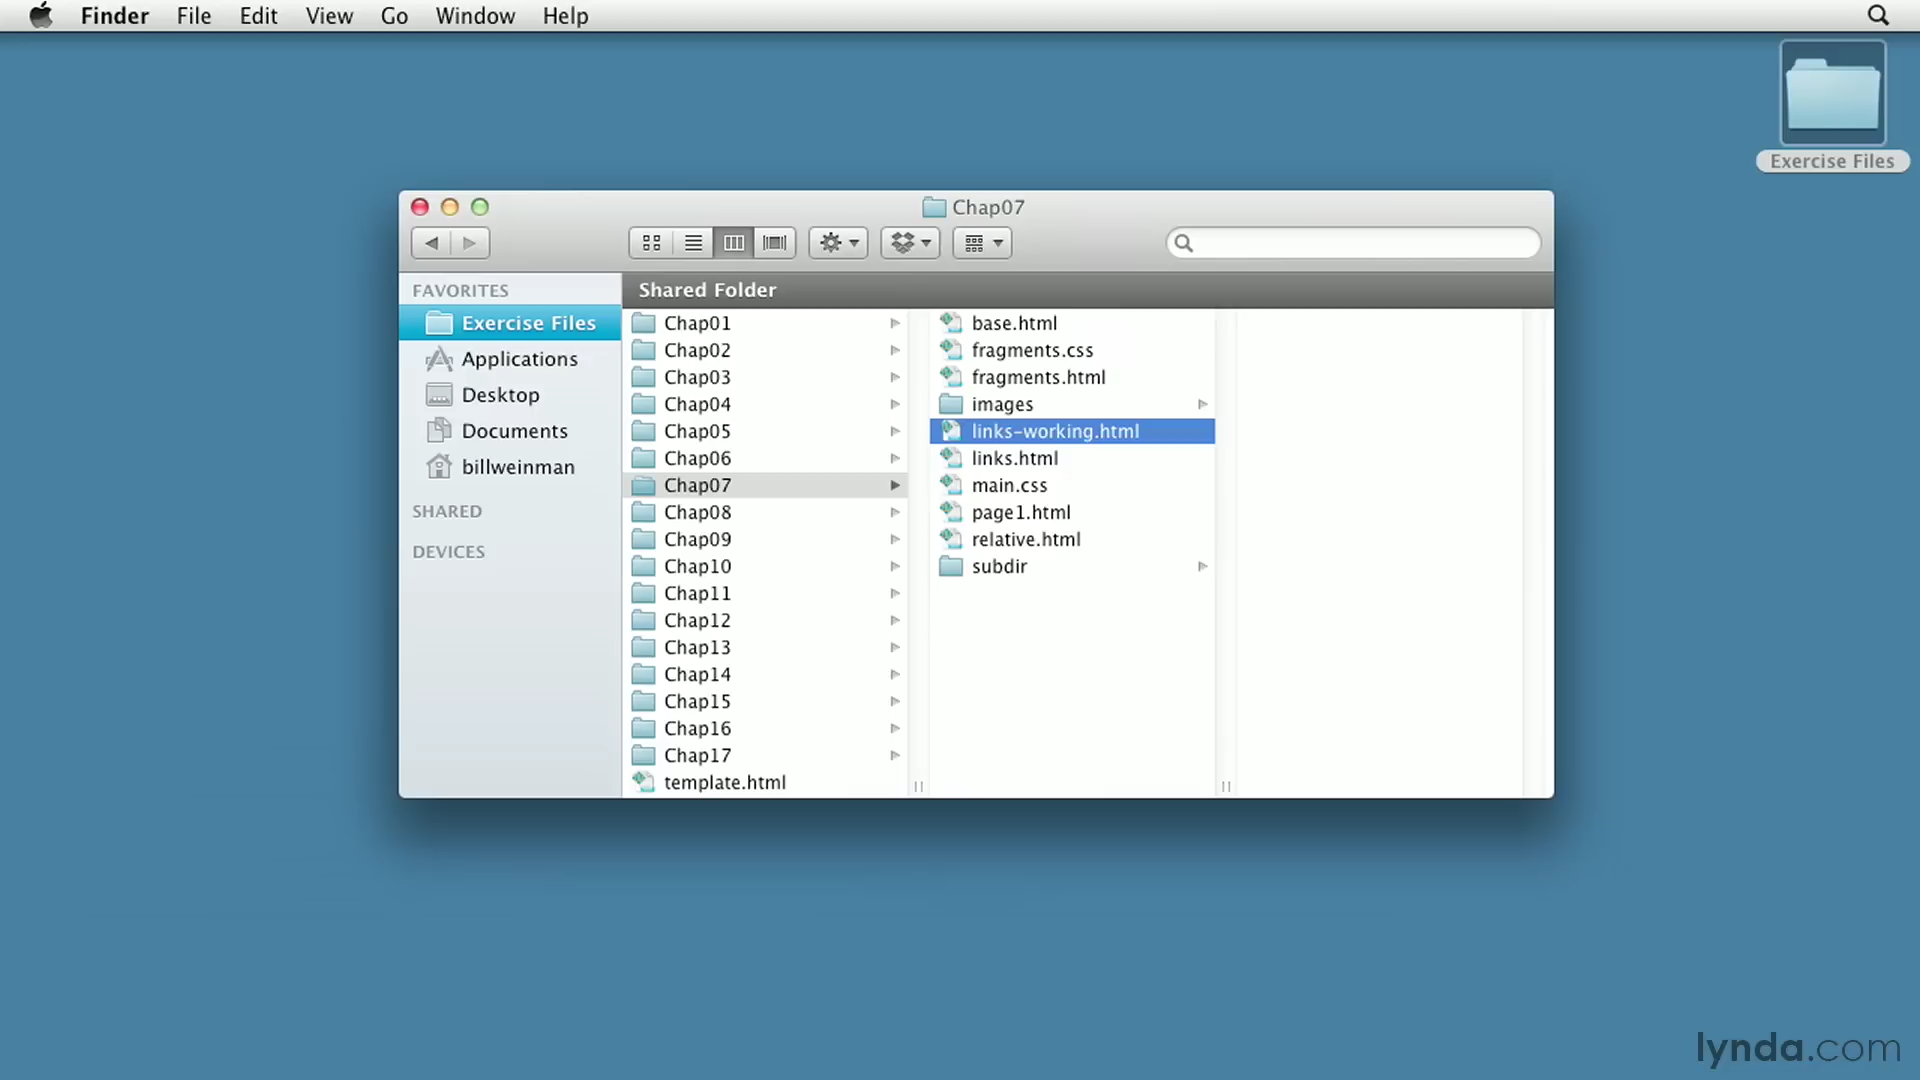 Finder File Edit View Go Window Help
Exercise Files
Chap07
FAVORITES
Exercise Files
Applications
Desktop
Documents
billweinman
SHARED
DEVICES
Shared Folder
Chap01
Chap02
Chap03
Chap04
Chap05
Chap06
Chap07
Chap08
Chap09
Chap10
Chap11
Chap12
Chap13
Chap14
Chap15
Chap16
Chap17
template.html
base.html
fragments.css
fragments.html
images
links-working.html
links.html
main.css
page1.html
relative.html
subdir
lynda.com